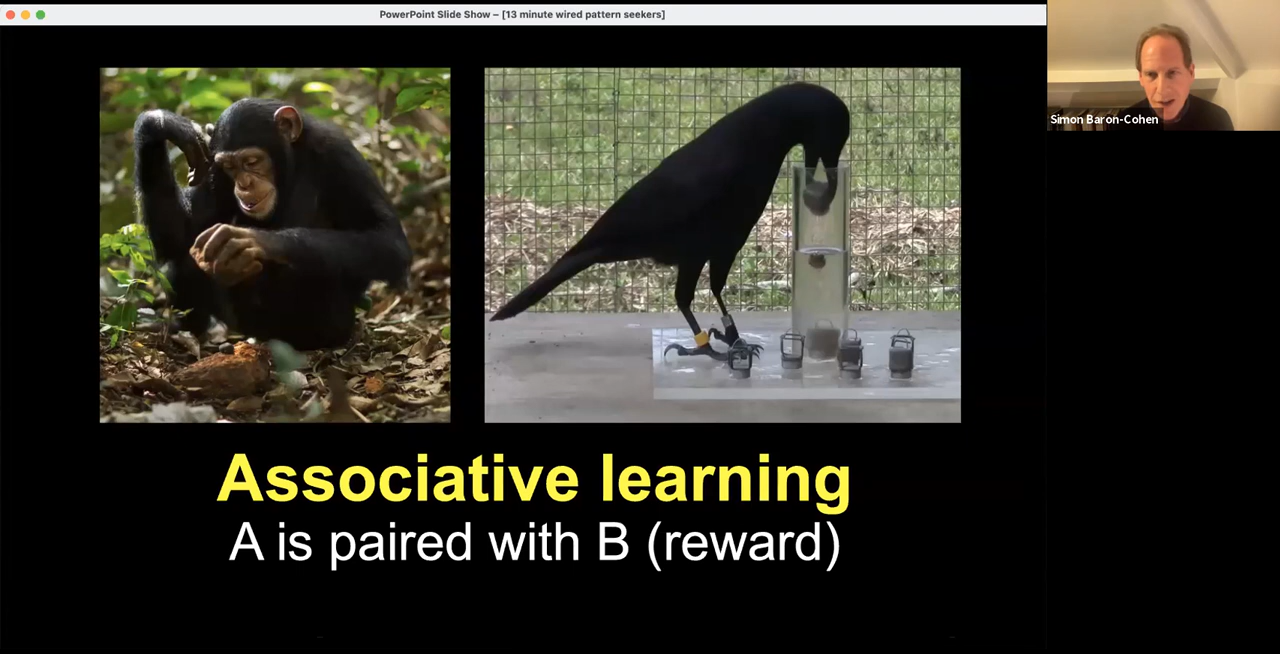 PowerPoint Slide Show – [13 minute wired pattern seekers]
Simon Baron-Cohen
Associative learning
A is paired with B (reward)